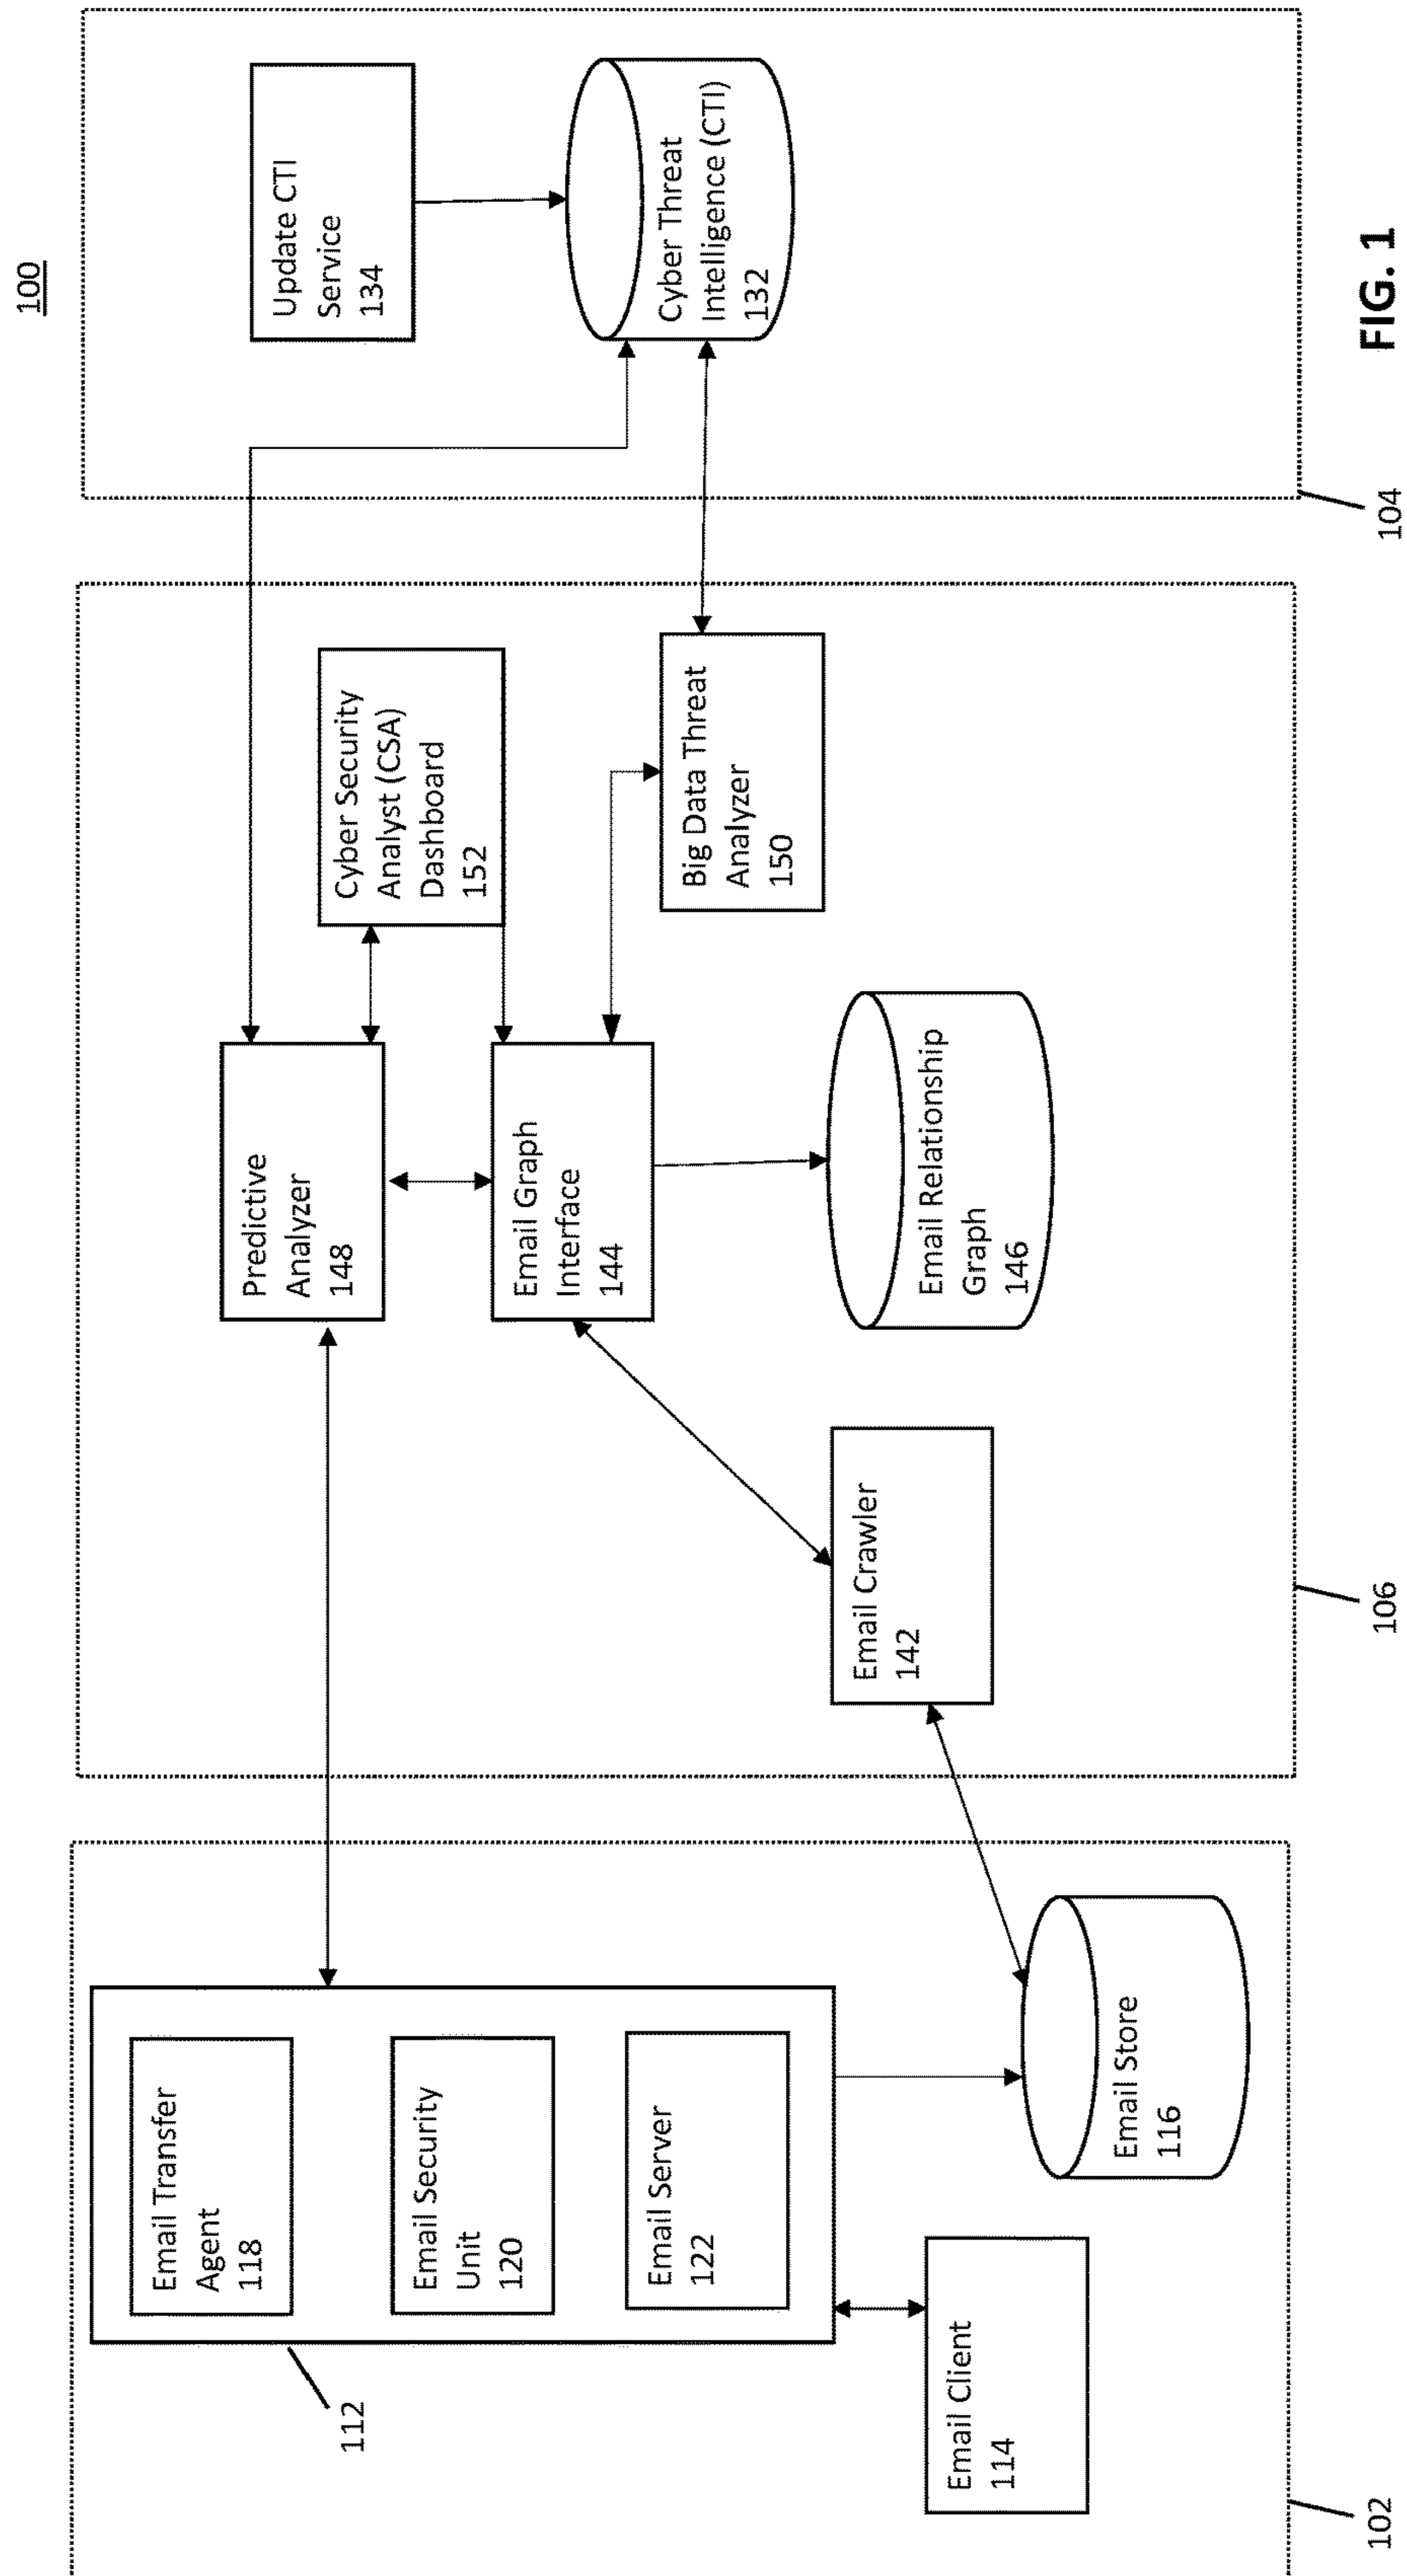 100
Email Transfer
Agent
118
Email Security
Unit
120
Email Server
122
112
Email Client
114
Email Store
116
102
Predictive
Analyzer
148
Cyber Security
Analyst (CSA)
Dashboard
152
Email Graph
Interface
144
Big Data Threat
Analyzer
150
Email Crawler
142
Email Relationship
Graph
146
106
Update CTI
Service
134
Cyber Threat
Intelligence (CTI)
132
104
FIG. 1